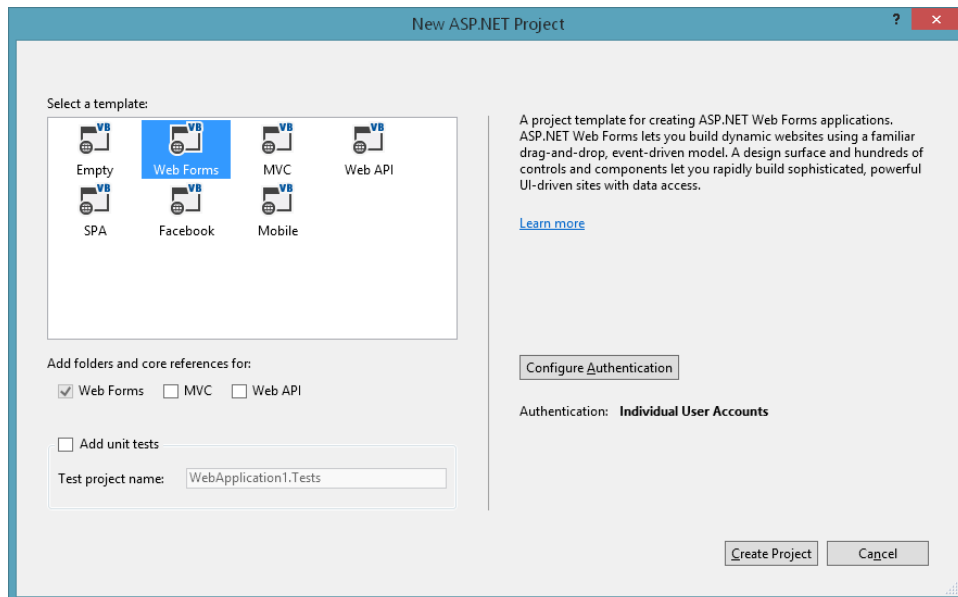 New ASP.NET Project
?
Select a template:
VB
VB
VB
VB
Empty
Web Forms
MVC
Web API
VB
VB
VB
SPA
Facebook
Mobile
A project template for creating ASP.NET Web Forms applications.
ASP.NET Web Forms lets you build dynamic websites using a familiar
drag-and-drop, event-driven model. A design surface and hundreds of
controls and components let you rapidly build sophisticated, powerful
UI-driven sites with data access.
Learn more
Add folders and core references for:
Web Forms
MVC
Web API
Add unit tests
Test project name:
WebApplication1.Tests
Configure Authentication
Authentication: Individual User Accounts
Create Project
Cancel